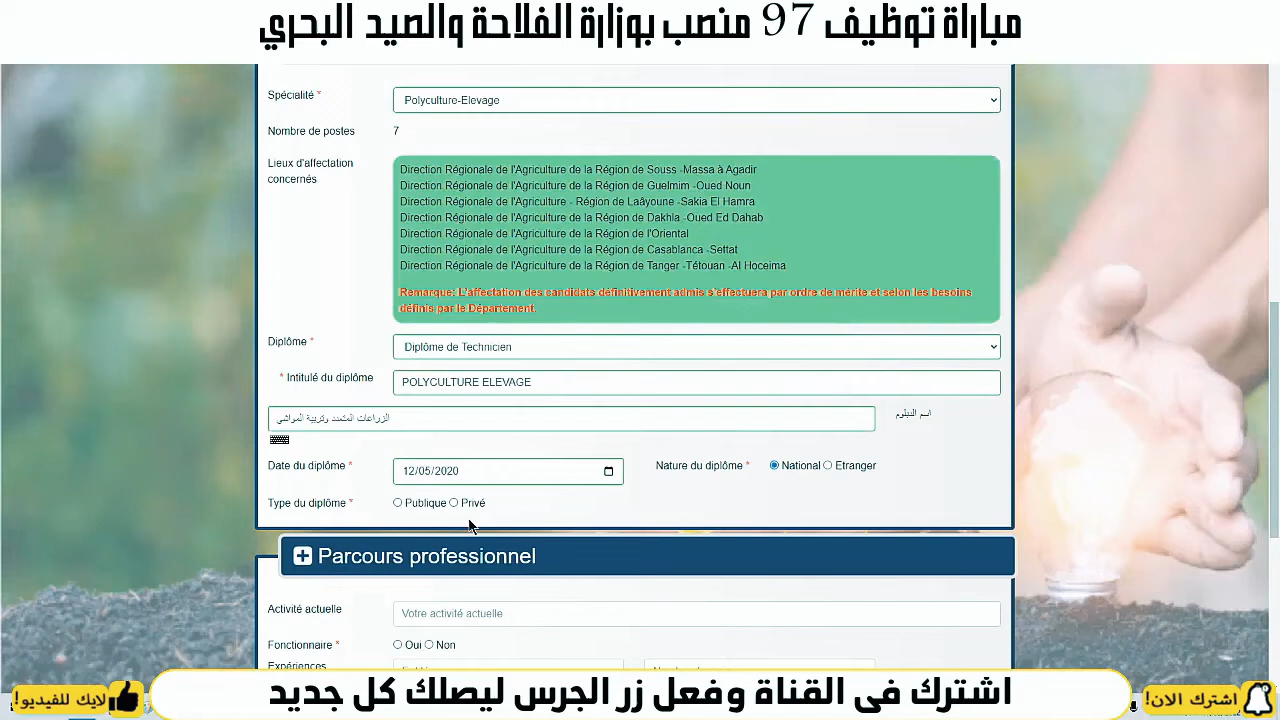 مباراة توظيف 97 منصب بوزارة الفلاحة والصيد البحري
Spécialité *
Polyculture-Elevage
Nombre de postes
7
Lieux d'affectation concernés
Direction Régionale de l'Agriculture de la Région de Souss -Massa à Agadir
Direction Régionale de l'Agriculture de la Région de Guelmim -Oued Noun
Direction Régionale de l'Agriculture - Région de Laâyoune -Sakia El Hamra
Direction Régionale de l'Agriculture de la Région de Dakhla -Oued Ed Dahab
Direction Régionale de l'Agriculture de la Région de l'Oriental
Direction Régionale de l'Agriculture de la Région de Casablanca -Settat
Direction Régionale de l'Agriculture de la Région de Tanger -Tétouan -Al Hoceima
Remarque: L'affectation des candidats définitivement admis s'effectuera par ordre de mérite et selon les besoins
définis par le Département.
Diplôme *
Diplôme de Technicien
* Intitulé du diplôme
POLYCULTURE ELEVAGE
اسم الدبلوم
الزراعات المتعدد وتربية المواشي
Date du diplôme *
12/05/2020
Nature du diplôme *
National Etranger
Type du diplôme *
Publique Privé
Parcours professionnel
Activité actuelle
Votre activité actuelle
Fonctionnaire *
Oui Non
Expériences
اشترك الان!
اشترك في القناة وفعل زر الجرس ليصلك كل جديد
لايك للفيديو!